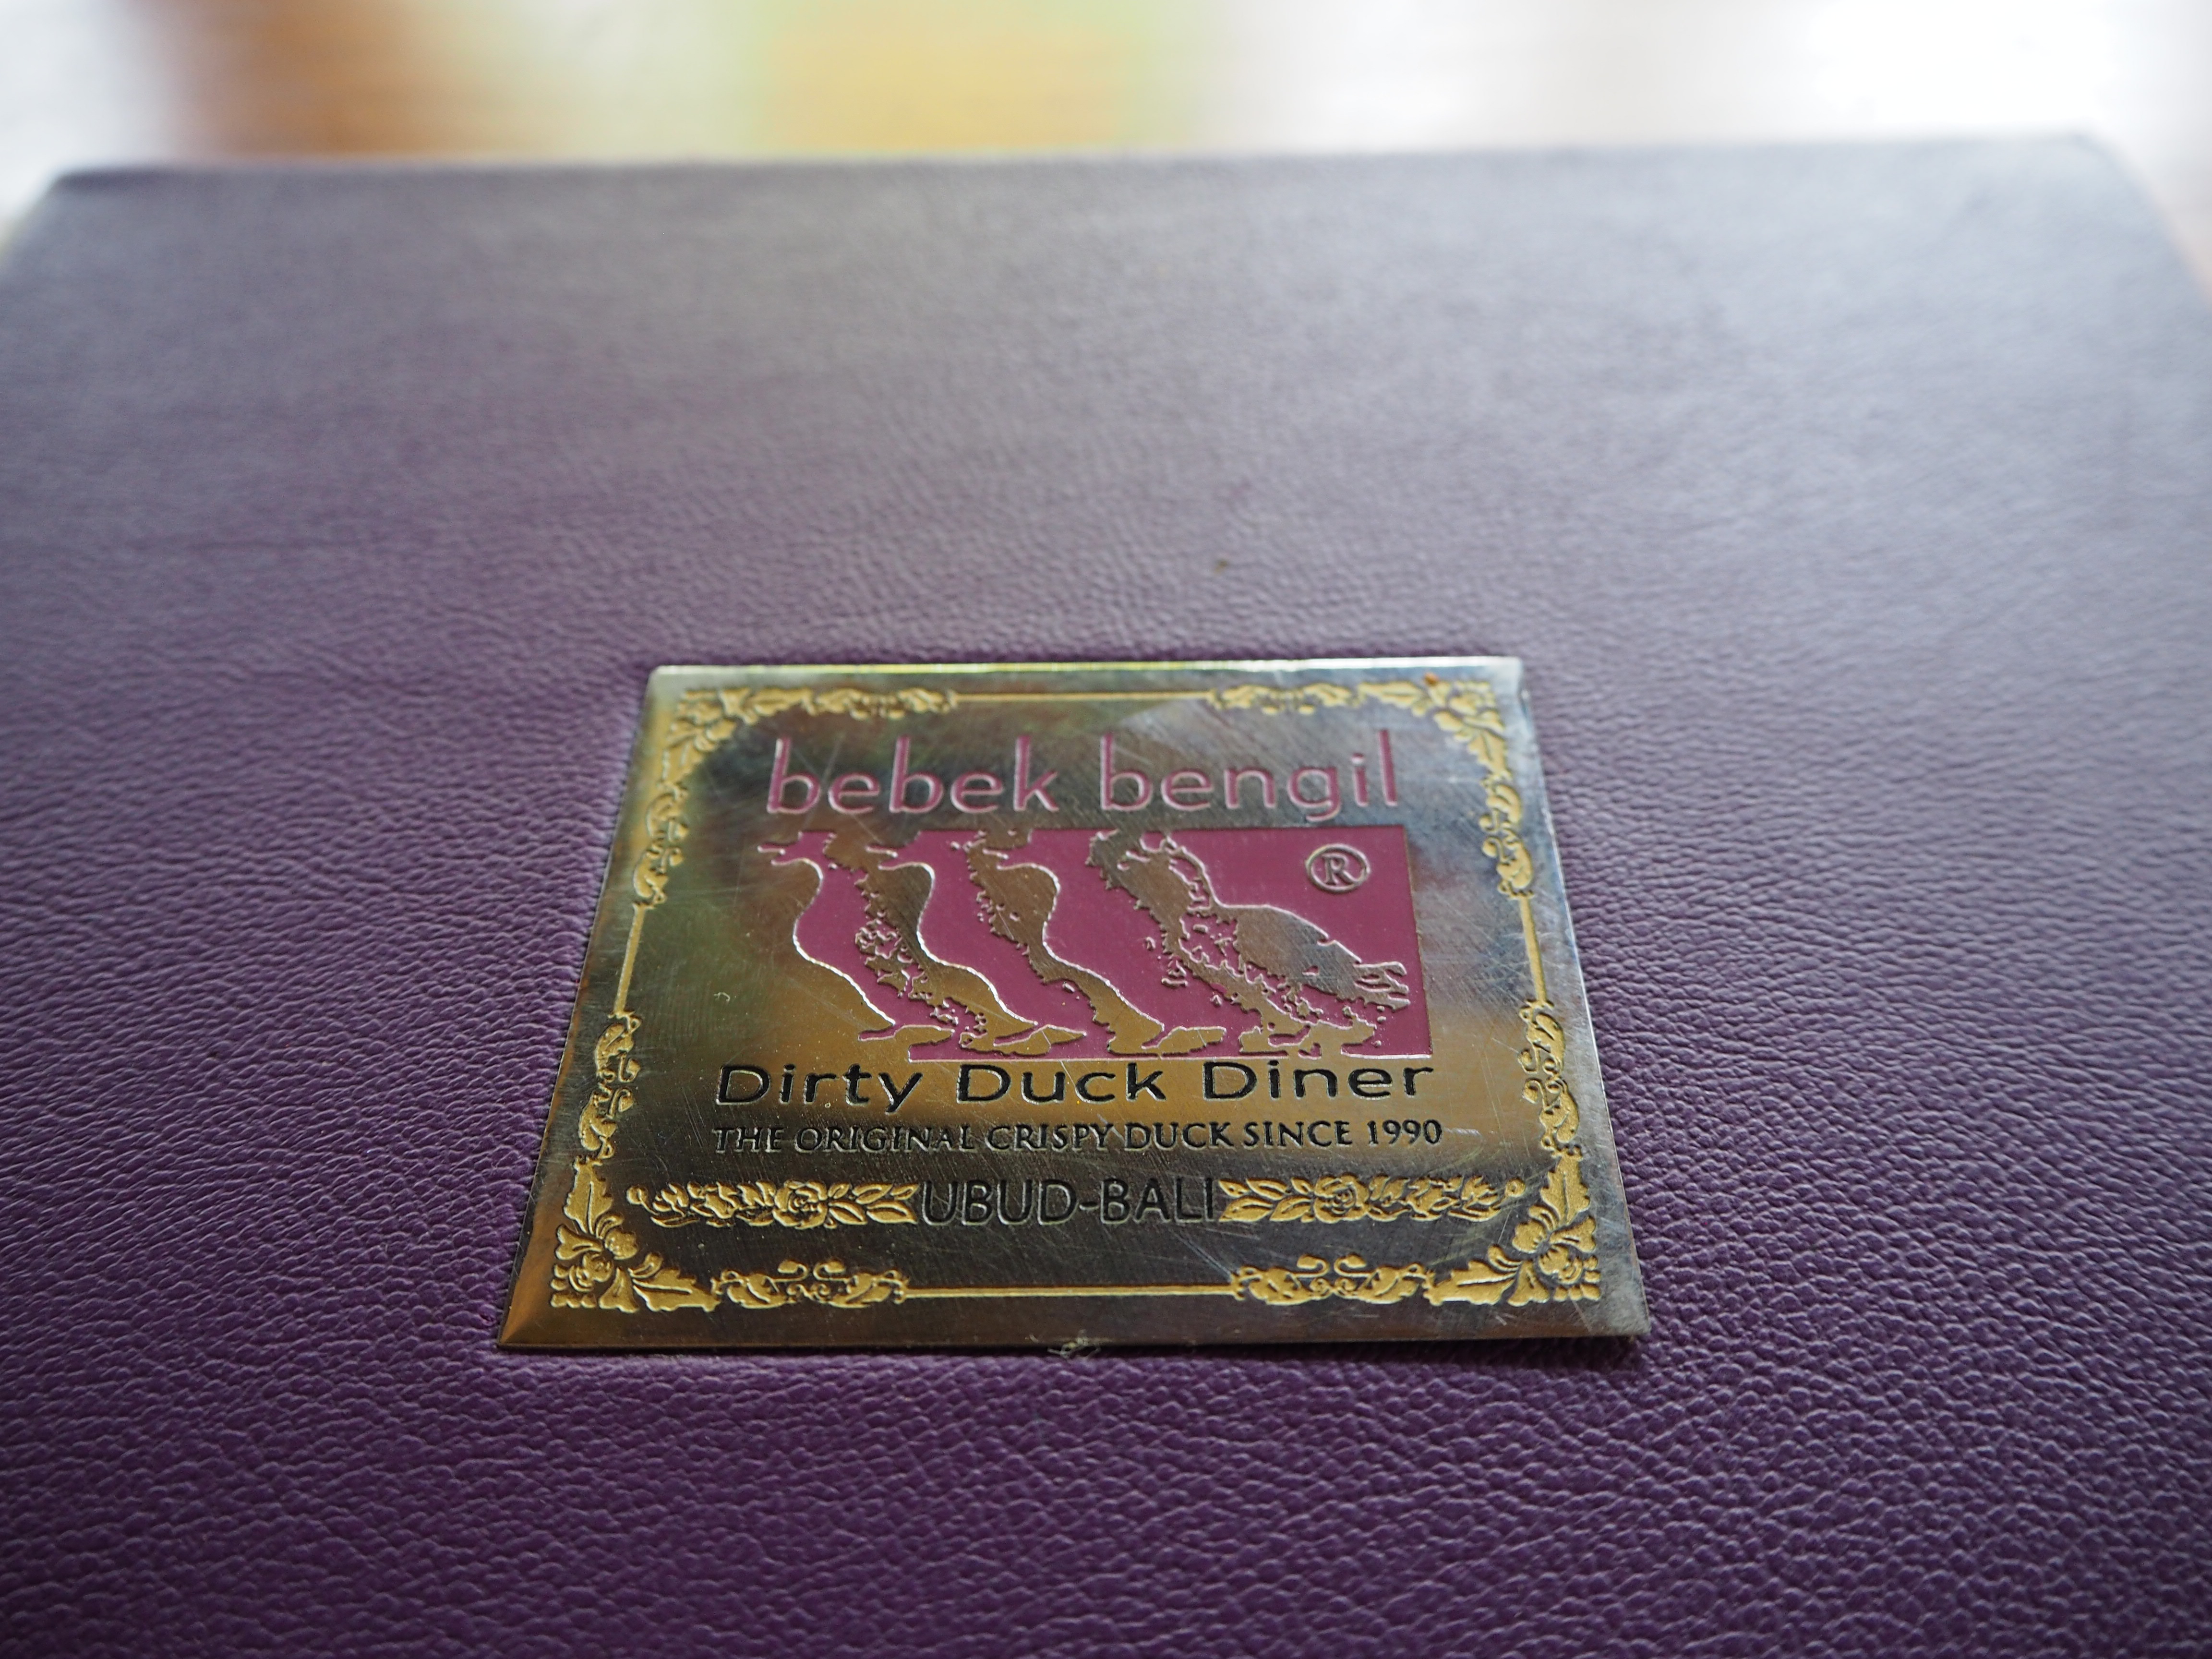 bebek bengil
®
Dirty Duck Diner
THE ORIGINAL CRISPY DUCK SINCE 1990
UBUD-BALI